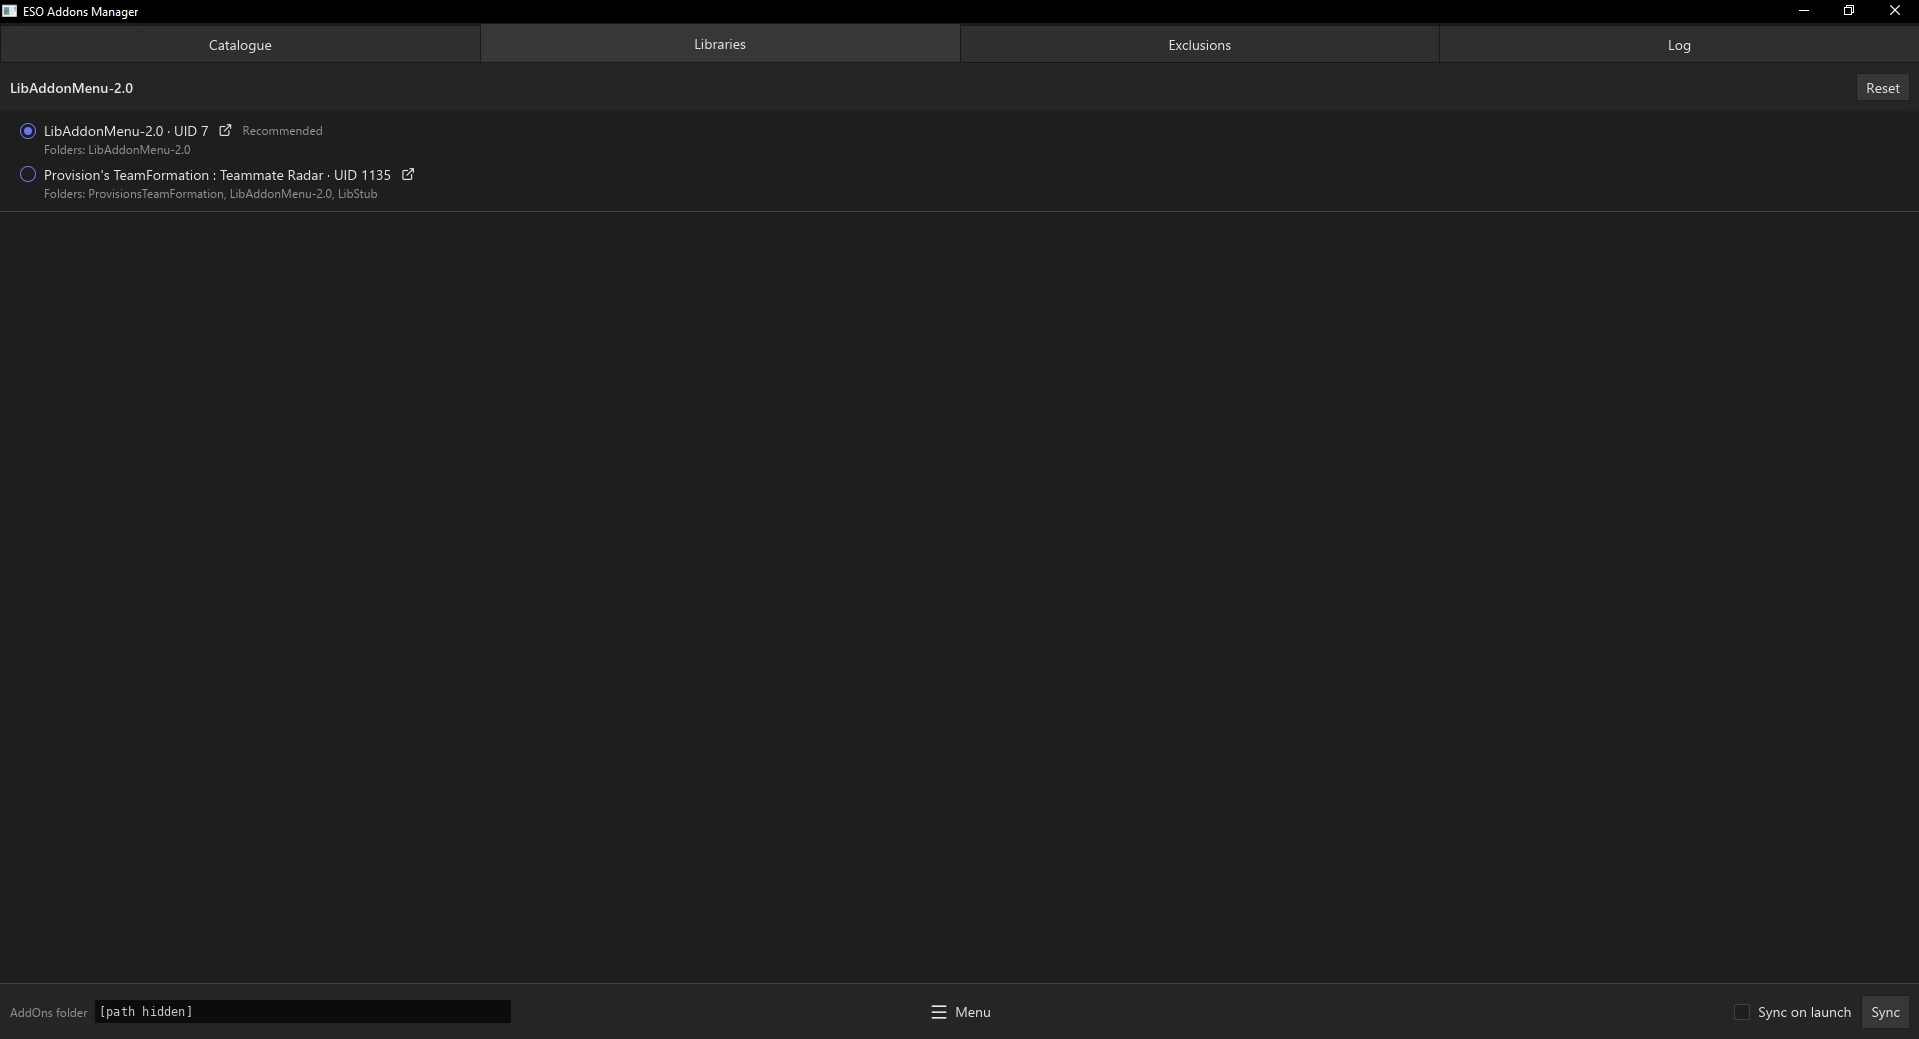 ESO Addons Manager
Catalogue Libraries Exclusions Log
LibAddonMenu-2.0 Reset
LibAddonMenu-2.0 · UID 7 Recommended
Folders: LibAddonMenu-2.0
Provision's TeamFormation : Teammate Radar · UID 1135
Folders: ProvisionsTeamFormation, LibAddonMenu-2.0, LibStub
AddOns folder [path hidden] Menu Sync on launch Sync